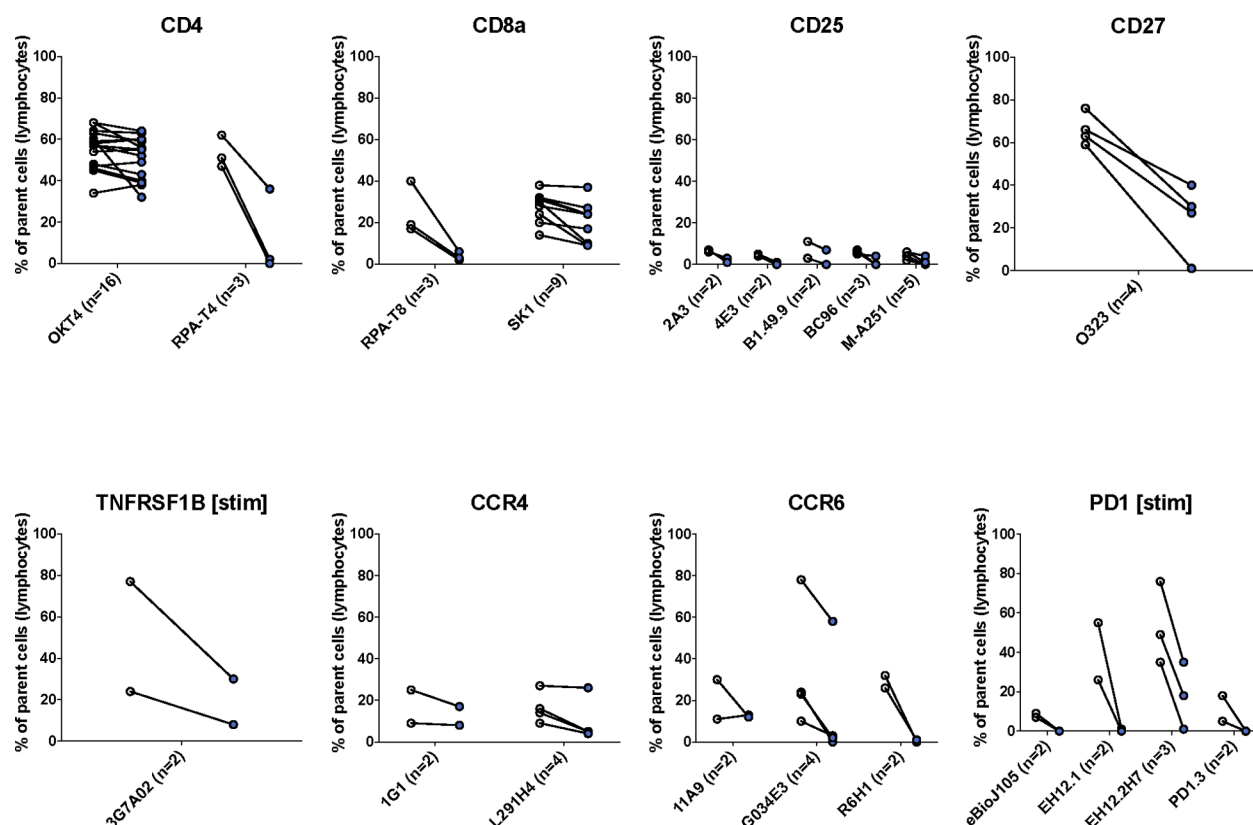 CD4
% of parent cells (lymphocytes)
100
80
60
40
20
0
OKT4 (n=16)
RPA-T4 (n=3)
CD8a
% of parent cells (lymphocytes)
100
80
60
40
20
0
RPA-T8 (n=3)
SK1 (n=9)
CD25
% of parent cells (lymphocytes)
100
80
60
40
20
0
2A3 (n=2)
4E3 (n=2)
B1.49.9 (n=2)
BC96 (n=3)
M-A251 (n=5)
CD27
% of parent cells (lymphocytes)
100
80
60
40
20
0
O323 (n=4)
TNFRSF1B [stim]
% of parent cells (lymphocytes)
100
80
60
40
20
0
3G7A02 (n=2)
CCR4
% of parent cells (lymphocytes)
100
80
60
40
20
0
1G1 (n=2)
L291H4 (n=4)
CCR6
% of parent cells (lymphocytes)
100
80
60
40
20
0
11A9 (n=2)
G034E3 (n=4)
R6H1 (n=2)
PD1 [stim]
% of parent cells (lymphocytes)
100
80
60
40
20
0
eBioJ105 (n=2)
EH12.1 (n=2)
EH12.2H7 (n=3)
PD1.3 (n=2)